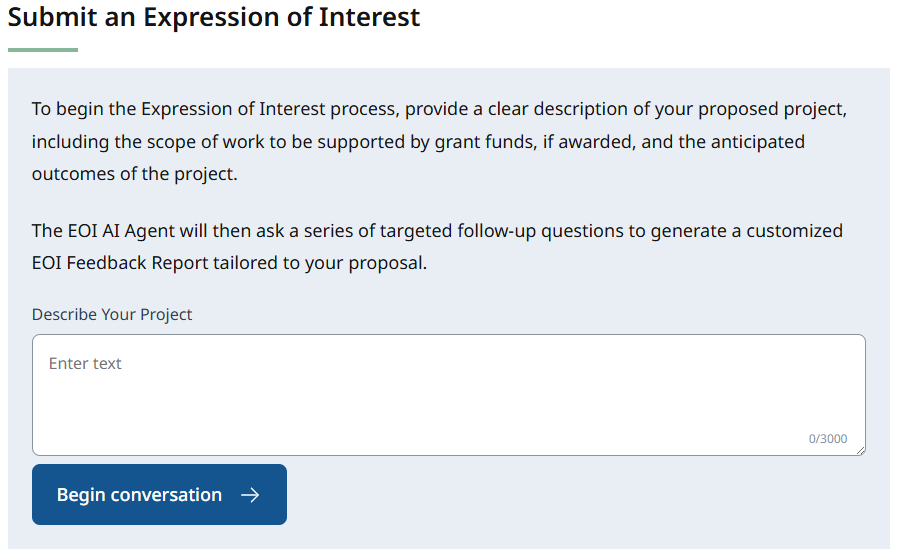 Submit an Expression of Interest
To begin the Expression of Interest process, provide a clear description of your proposed project,
including the scope of work to be supported by grant funds, if awarded, and the anticipated
outcomes of the project.
The EOI AI Agent will then ask a series of targeted follow-up questions to generate a customized
EOI Feedback Report tailored to your proposal.
Describe Your Project
Enter text
0/3000
Begin conversation →